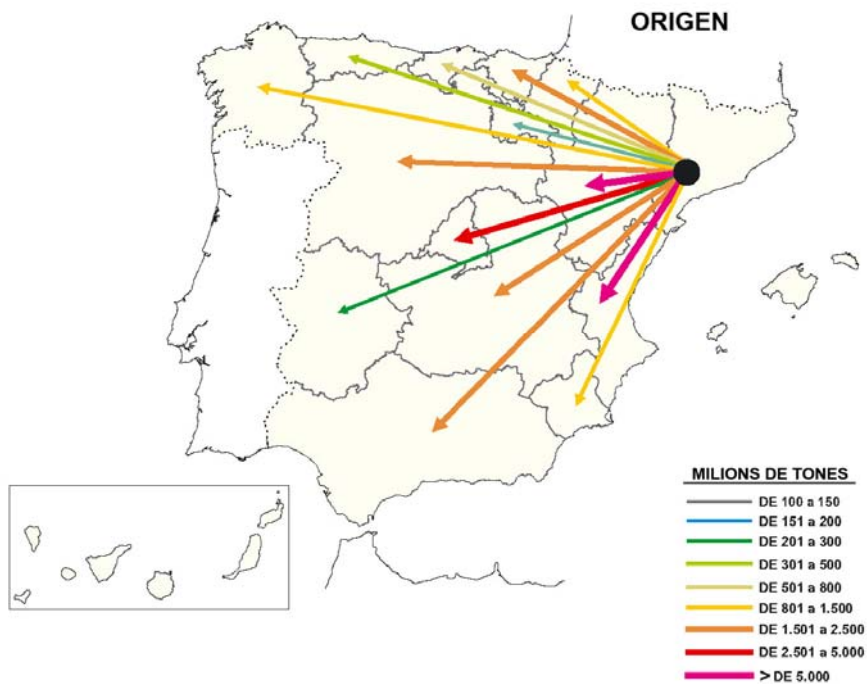 ORIGEN
MILIONS DE TONES
DE 100 a 150
DE 151 a 200
DE 201 a 300
DE 301 a 500
DE 501 a 800
DE 801 a 1.500
DE 1.501 a 2.500
DE 2.501 a 5.000
> DE 5.000